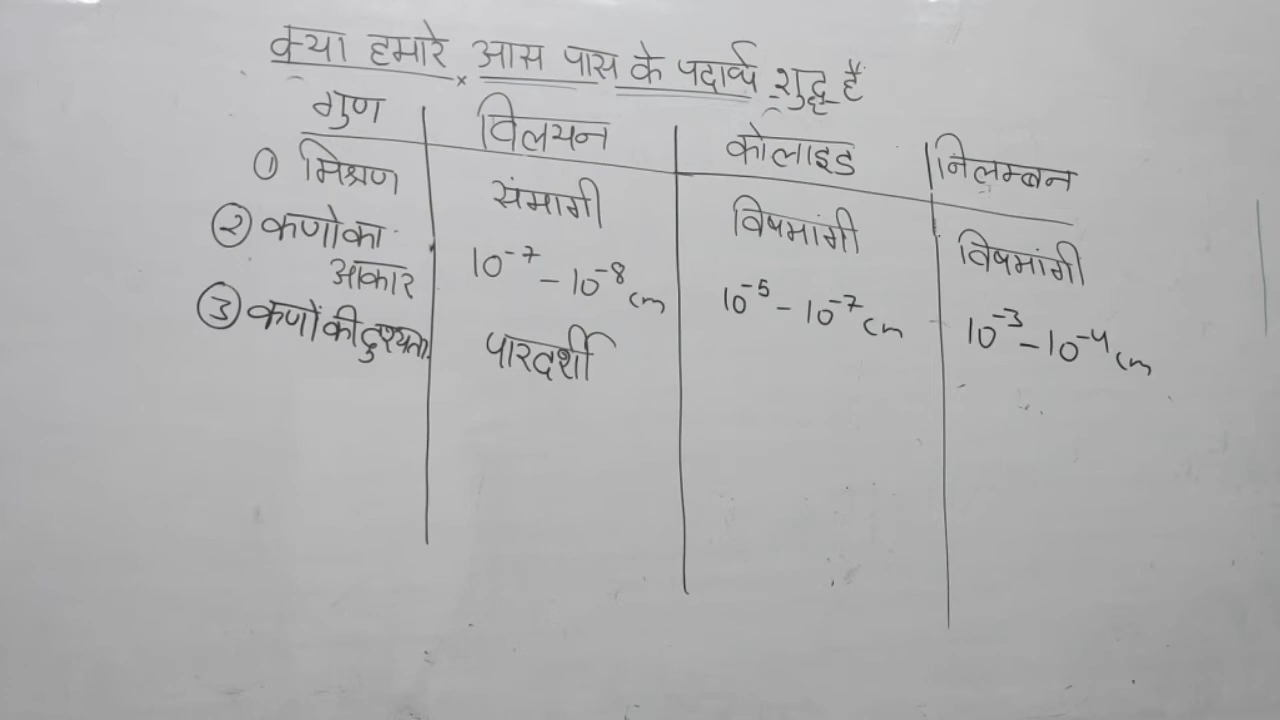 क्या हमारे आस पास के पदार्थ शुद्ध है
गुण विलयन कोलाइड निलम्बन
① मिश्रण संमागी विषमांगी विषमांगी
② कणो का आकार 10⁻⁷ – 10⁻⁸ cm 10⁻⁵ – 10⁻⁷ cm 10⁻³ – 10⁻⁴ cm
③ कणों की दुश्यता पारदर्शी